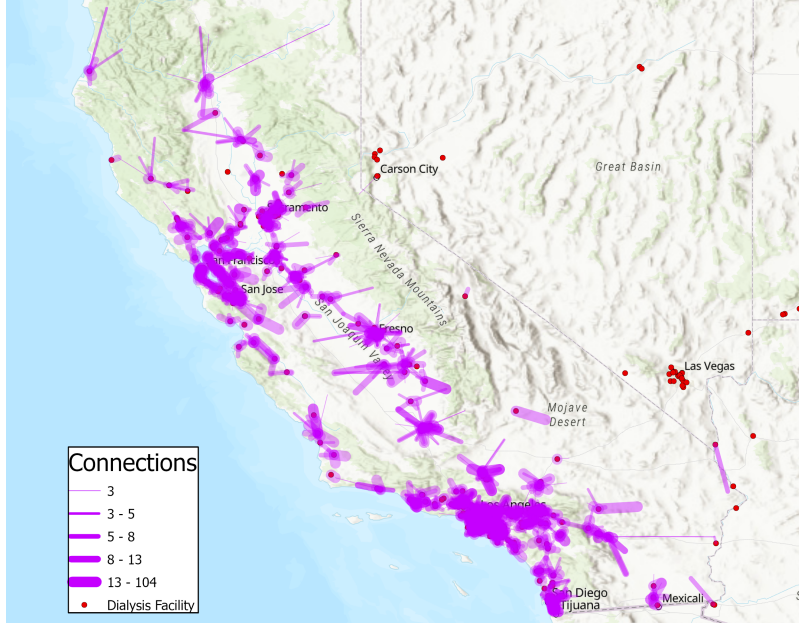 Carson City
Great Basin
Sacramento
Sierra Nevada Mountains
San Francisco
San Jose
San Joaquin Valley
Fresno
Las Vegas
Mojave
Desert
Los Angeles
San Diego
Tijuana
Mexicali
Connections
3
3 - 5
5 - 8
8 - 13
13 - 104
Dialysis Facility